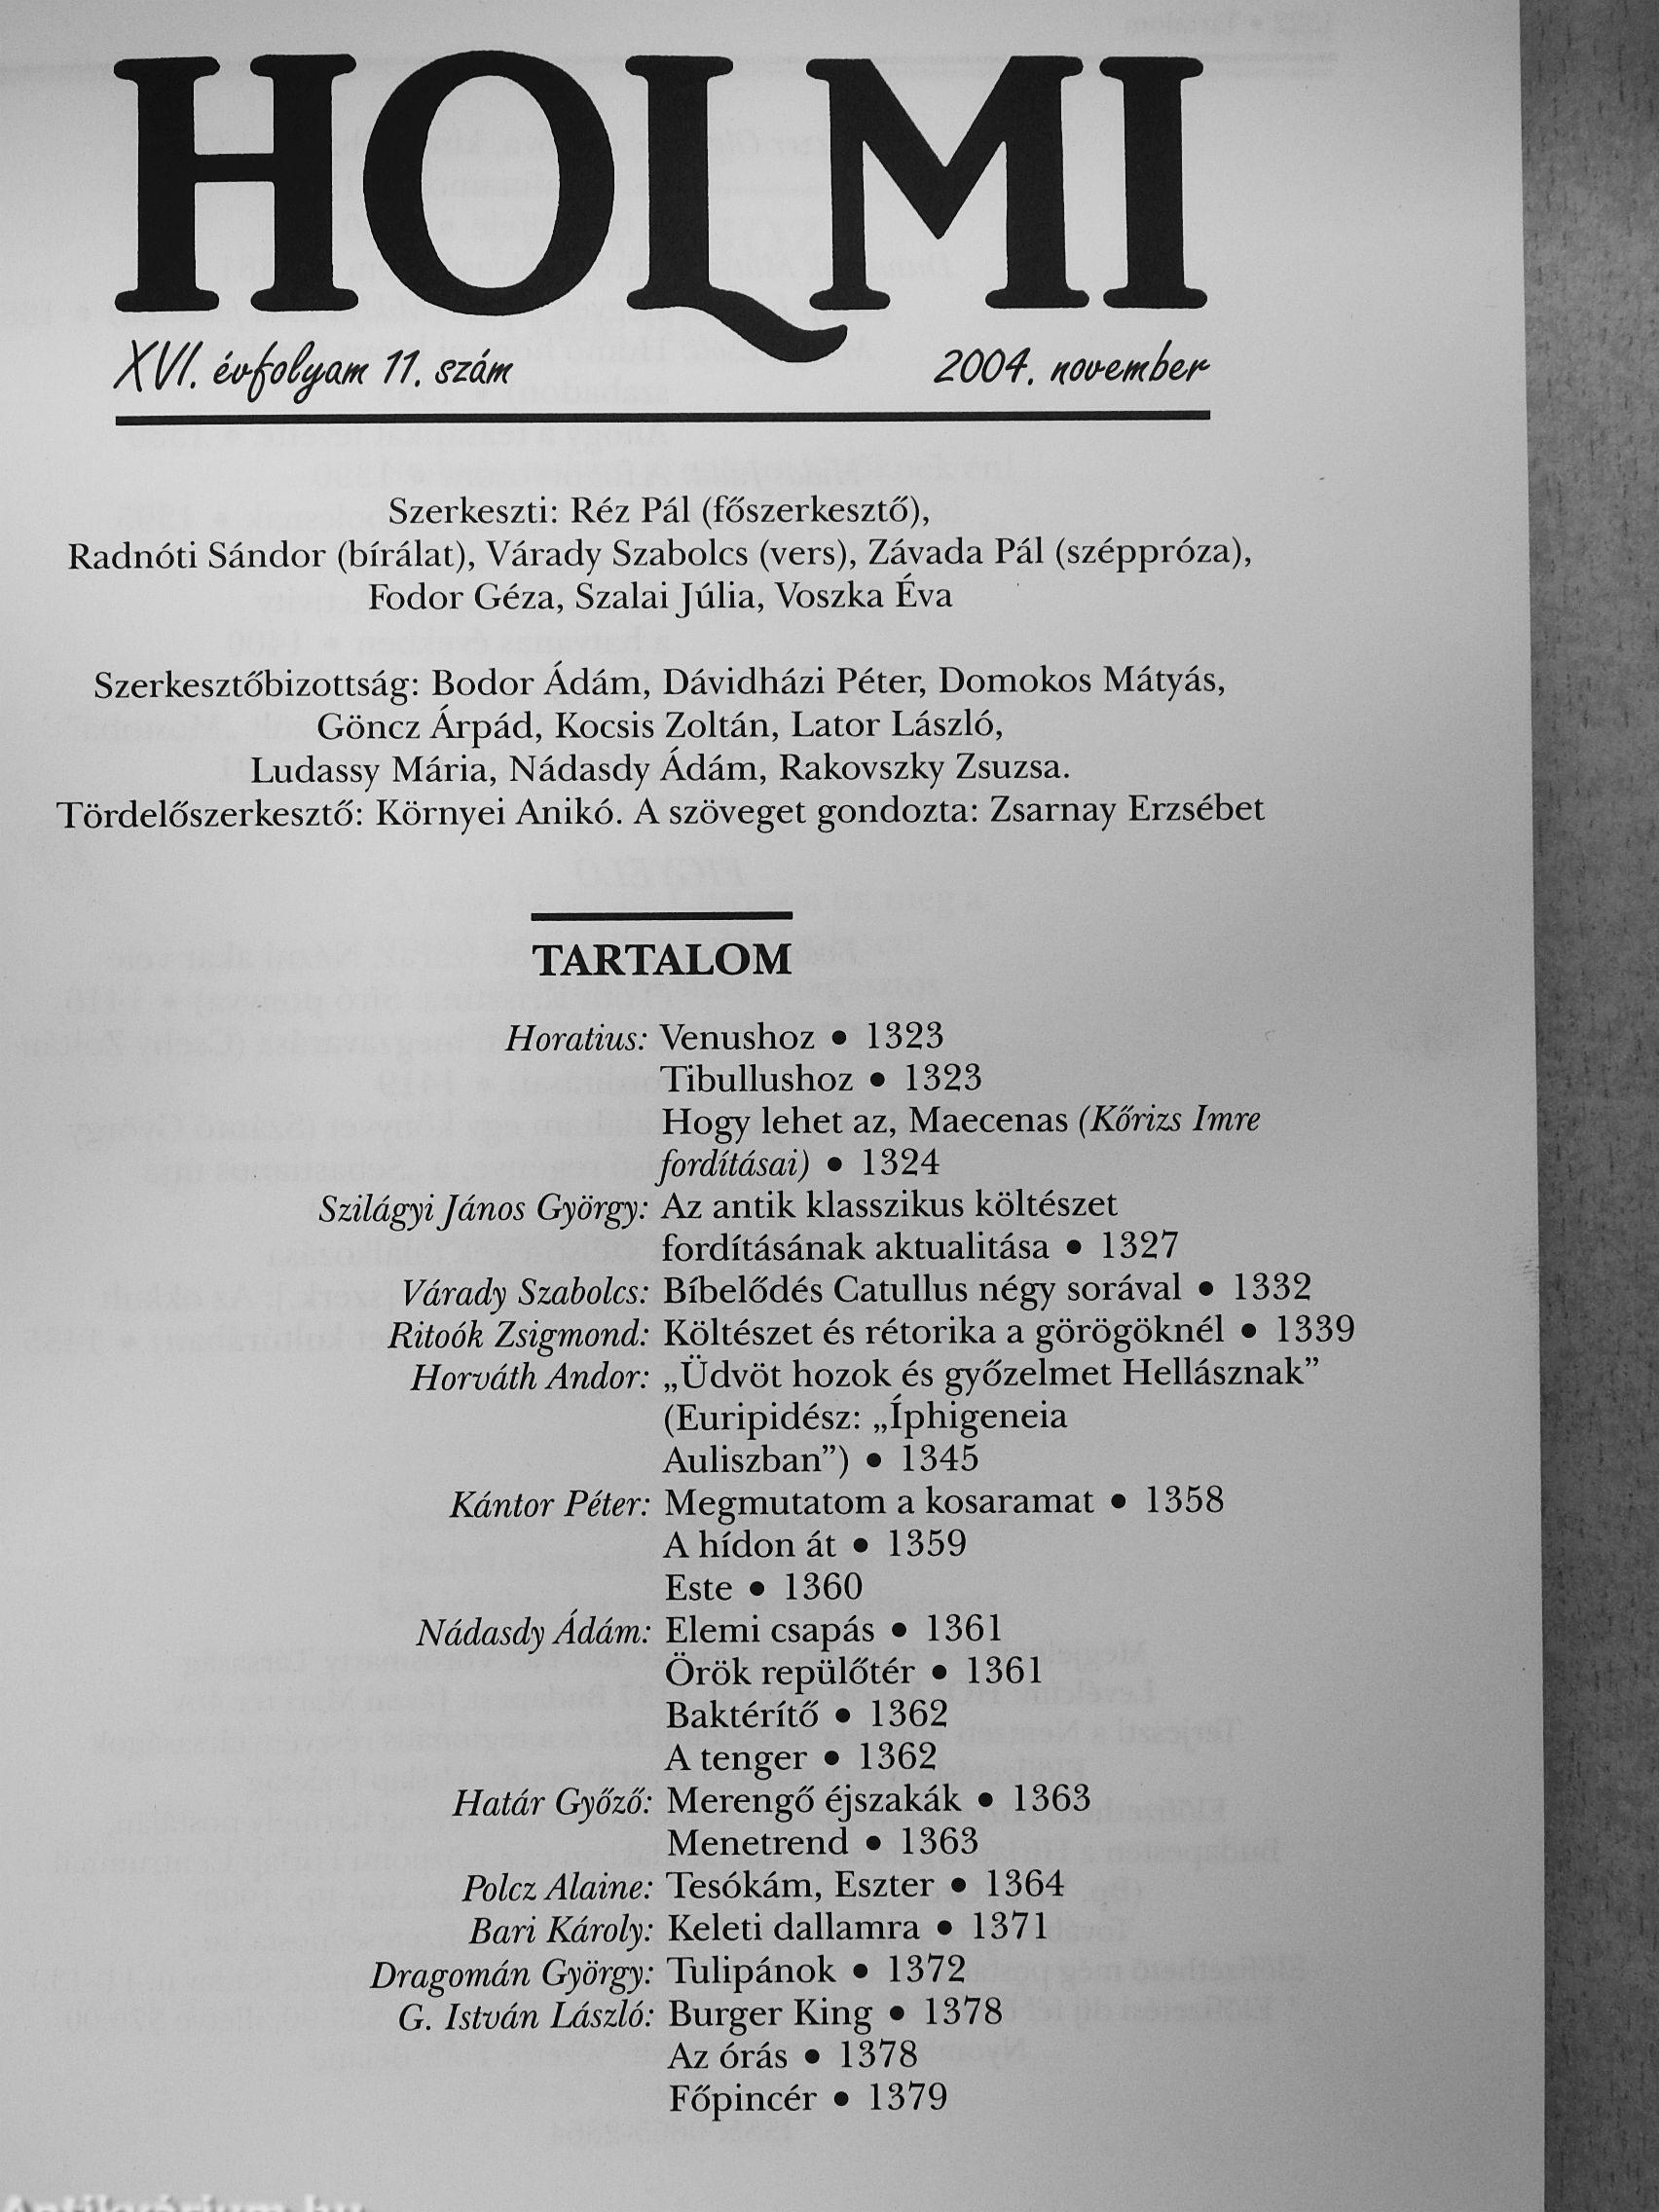 HOLMI
XVI. évfolyam 11. szám 2004. november
Szerkeszti: Réz Pál (főszerkesztő),
Radnóti Sándor (bírálat), Várady Szabolcs (vers), Závada Pál (széppróza),
Fodor Géza, Szalai Júlia, Voszka Éva
Szerkesztőbizottság: Bodor Ádám, Dávidházi Péter, Domokos Mátyás,
Göncz Árpád, Kocsis Zoltán, Lator László,
Ludassy Mária, Nádasdy Ádám, Rakovszky Zsuzsa.
Tördelőszerkesztő: Környei Anikó. A szöveget gondozta: Zsarnay Erzsébet
TARTALOM
Horatius: Venushoz • 1323
Tibullushoz • 1323
Hogy lehet az, Maecenas (Kőrizs Imre
fordításai) • 1324
Szilágyi János György: Az antik klasszikus költészet
fordításának aktualitása • 1327
Várady Szabolcs: Bíbelődés Catullus négy sorával • 1332
Ritoók Zsigmond: Költészet és rétorika a görögöknél • 1339
Horváth Andor: „Üdvöt hozok és győzelmet Hellásznak”
(Euripidész: „Íphigeneia
Auliszban”) • 1345
Kántor Péter: Megmutatom a kosaramat • 1358
A hídon át • 1359
Este • 1360
Nádasdy Ádám: Elemi csapás • 1361
Örök repülőtér • 1361
Baktérítő • 1362
A tenger • 1362
Határ Győző: Merengő éjszakák • 1363
Menetrend • 1363
Polcz Alaine: Tesókám, Eszter • 1364
Bari Károly: Keleti dallamra • 1371
Dragomán György: Tulipánok • 1372
G. István László: Burger King • 1378
Az órás • 1378
Főpincér • 1379